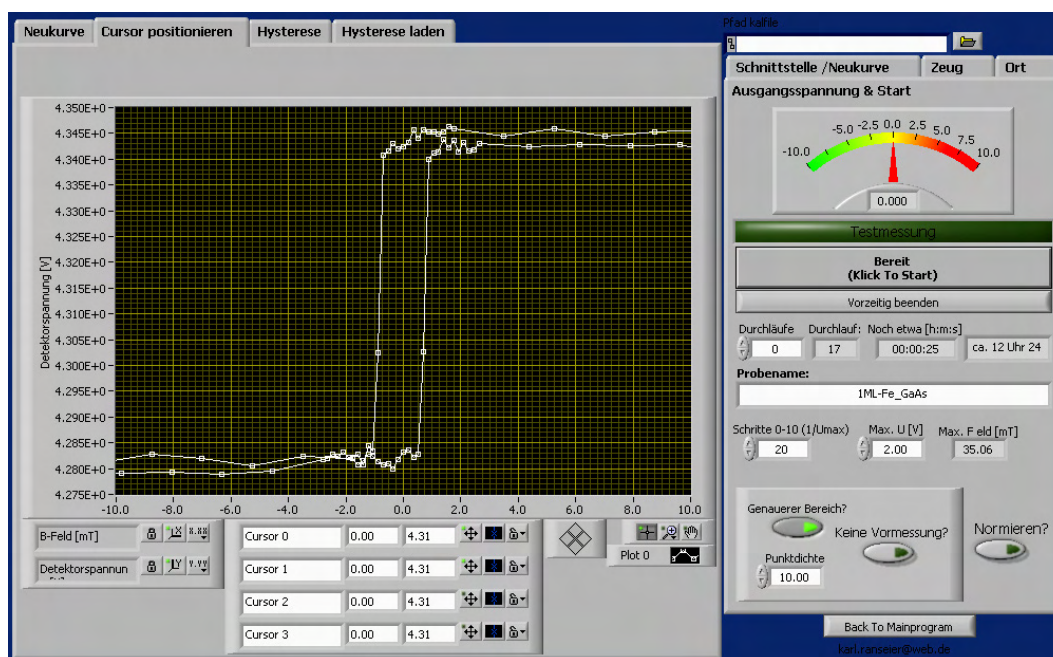 Pfad kalfile
Neukurve Cursor positionieren Hysterese Hysterese laden
Schnittstelle /Neukurve Zeug Ort
Ausgangsspannung & Start
-10.0 -5.0 -2.5 0.0 2.5 5.0 7.5 10.0
0.000
Testmessung
Bereit
(Klick To Start)
Vorzeitig beenden
Durchläufe Durchlauf: Noch etwa [h:m:s]
0 17 00:00:25 ca. 12 Uhr 24
Probename:
1ML-Fe_GaAs
Schritte 0-10 (1/Umax) Max. U [V] Max. F eld [mT]
20 2.00 35.06
Genauerer Bereich?
Keine Vormessung?
Normieren?
Punktdichte
10.00
Back To Mainprogram
karl.ranseier@web.de
Detektorspannung [V]
4.350E+0
4.345E+0
4.340E+0
4.335E+0
4.330E+0
4.325E+0
4.320E+0
4.315E+0
4.310E+0
4.305E+0
4.300E+0
4.295E+0
4.290E+0
4.285E+0
4.280E+0
4.275E+0
-10.0 -8.0 -6.0 -4.0 -2.0 0.0 2.0 4.0 6.0 8.0 10.0
B-Feld [mT]
Detektorspannun
Cursor 0 0.00 4.31
Cursor 1 0.00 4.31
Cursor 2 0.00 4.31
Cursor 3 0.00 4.31
Plot 0